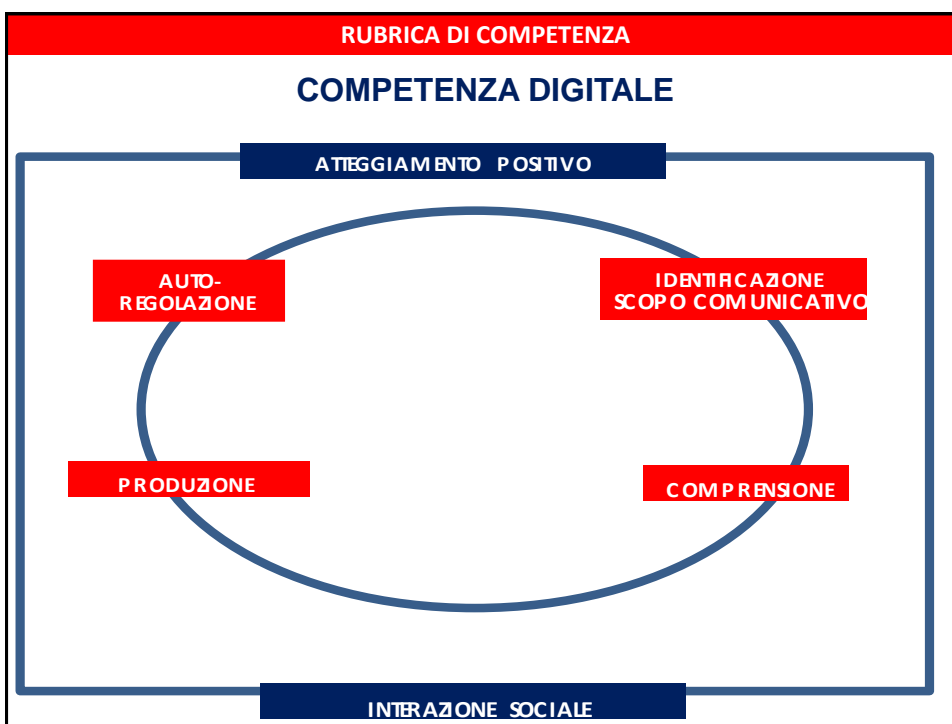 RUBRICA DI COMPETENZA
COMPETENZA DIGITALE
ATTEGGIAMENTO POSITIVO
AUTO-
REGOLAZIONE
IDENTIFICAZIONE
SCOPO COMUNICATIVO
PRODUZIONE
COMPRENSIONE
INTERAZIONE SOCIALE